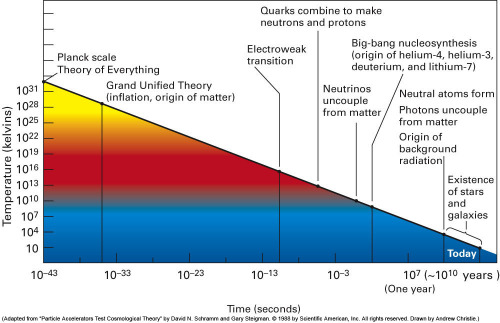 Quarks combine to make
neutrons and protons
Planck scale
Theory of Everything
Electroweak
transition
Big-bang nucleosynthesis
(origin of helium-4, helium-3,
deuterium, and lithium-7)
Grand Unified Theory
(inflation, origin of matter)
Neutrinos
uncouple
from matter
Neutral atoms form
Photons uncouple
from matter
Origin of
background
radiation
Existence
of stars
and
galaxies
Today
Temperature (kelvins)
10³¹
10²⁸
10²⁵
10²²
10¹⁹
10¹⁶
10¹³
10¹⁰
10⁷
10⁴
10
10⁻⁴³ 10⁻³³ 10⁻²³ 10⁻¹³ 10⁻³ 10⁷ (~10¹⁰ years)
(One year)
Time (seconds)
(Adapted from "Particle Accelerators Test Cosmological Theory" by David N. Schramm and Gary Steigman. © 1988 by Scientific American, Inc. All rights reserved. Drawn by Andrew Christie.)